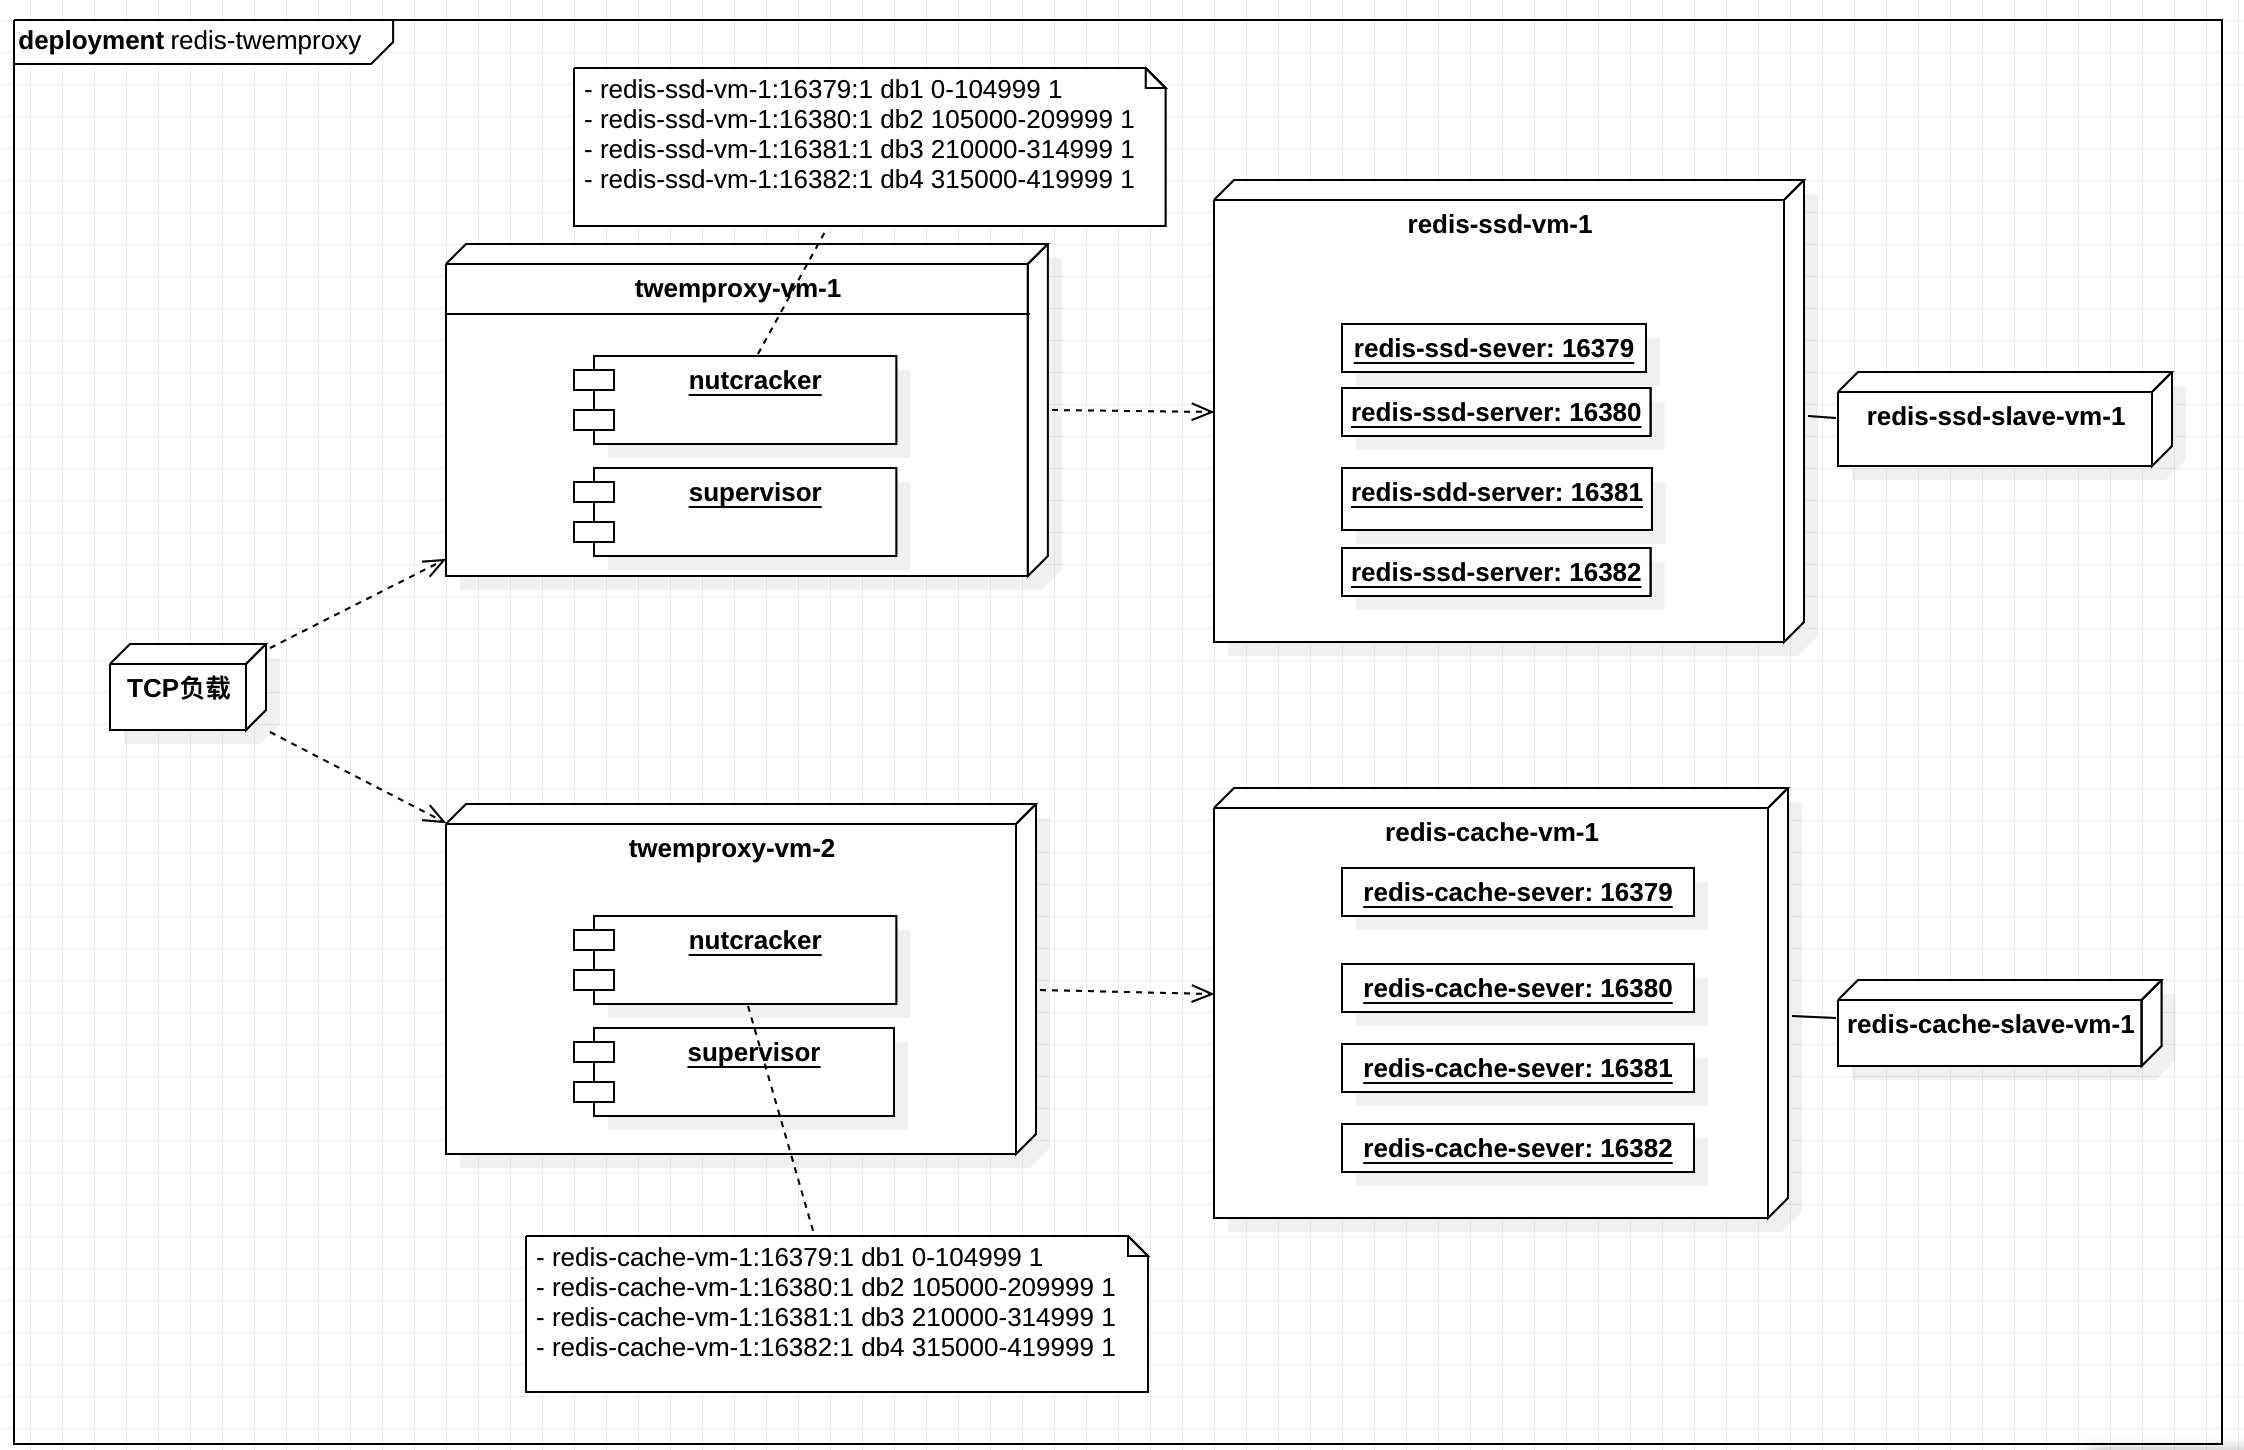 deployment redis-twemproxy
- redis-ssd-vm-1:16379:1 db1 0-104999 1
- redis-ssd-vm-1:16380:1 db2 105000-209999 1
- redis-ssd-vm-1:16381:1 db3 210000-314999 1
- redis-ssd-vm-1:16382:1 db4 315000-419999 1
twemproxy-vm-1
nutcracker
supervisor
redis-ssd-vm-1
redis-ssd-sever: 16379
redis-ssd-server: 16380
redis-sdd-server: 16381
redis-ssd-server: 16382
redis-ssd-slave-vm-1
TCP负载
twemproxy-vm-2
nutcracker
supervisor
redis-cache-vm-1
redis-cache-sever: 16379
redis-cache-sever: 16380
redis-cache-sever: 16381
redis-cache-sever: 16382
redis-cache-slave-vm-1
- redis-cache-vm-1:16379:1 db1 0-104999 1
- redis-cache-vm-1:16380:1 db2 105000-209999 1
- redis-cache-vm-1:16381:1 db3 210000-314999 1
- redis-cache-vm-1:16382:1 db4 315000-419999 1